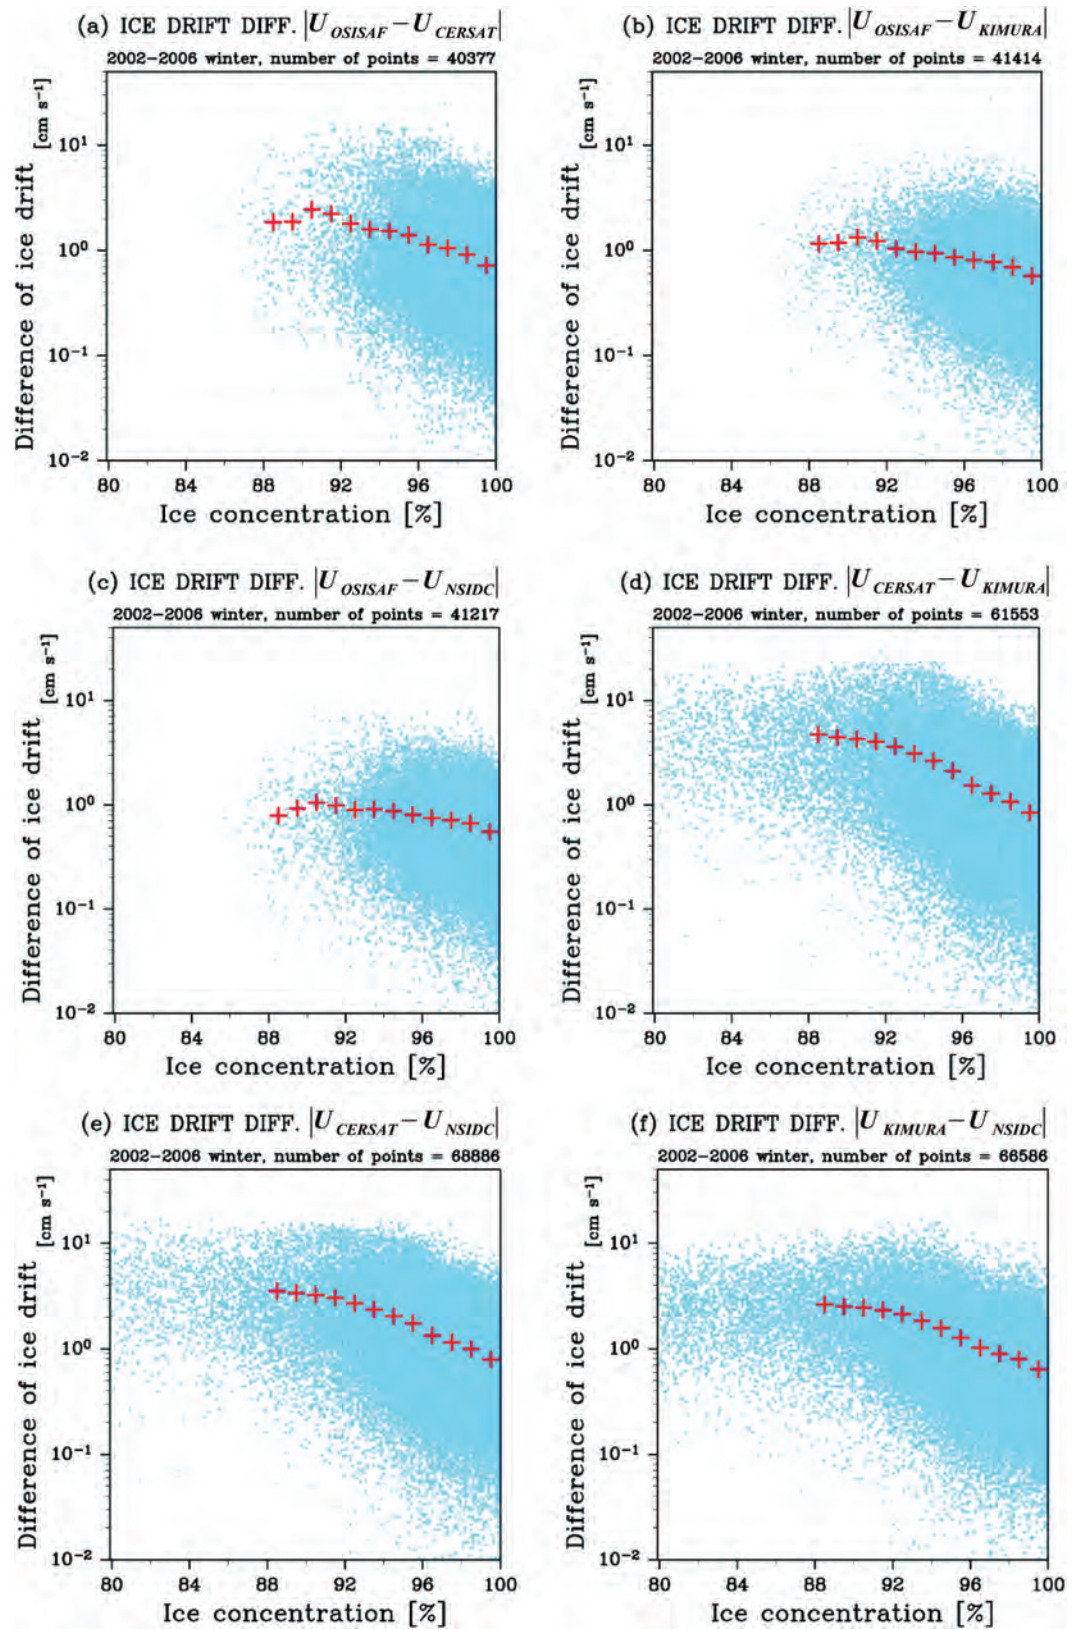 (a) ICE DRIFT DIFF. |U OSISAF − U CERSAT|
2002−2006 winter, number of points = 40377
Difference of ice drift [cm s⁻¹]
10¹
10⁰
10⁻¹
10⁻²
80 84 88 92 96 100
Ice concentration [%]
(b) ICE DRIFT DIFF. |U OSISAF − U KIMURA|
2002−2006 winter, number of points = 41414
Difference of ice drift [cm s⁻¹]
10¹
10⁰
10⁻¹
10⁻²
80 84 88 92 96 100
Ice concentration [%]
(c) ICE DRIFT DIFF. |U OSISAF − U NSIDC|
2002−2006 winter, number of points = 41217
Difference of ice drift [cm s⁻¹]
10¹
10⁰
10⁻¹
10⁻²
80 84 88 92 96 100
Ice concentration [%]
(d) ICE DRIFT DIFF. |U CERSAT − U KIMURA|
2002−2006 winter, number of points = 61553
Difference of ice drift [cm s⁻¹]
10¹
10⁰
10⁻¹
10⁻²
80 84 88 92 96 100
Ice concentration [%]
(e) ICE DRIFT DIFF. |U CERSAT − U NSIDC|
2002−2006 winter, number of points = 68886
Difference of ice drift [cm s⁻¹]
10¹
10⁰
10⁻¹
10⁻²
80 84 88 92 96 100
Ice concentration [%]
(f) ICE DRIFT DIFF. |U KIMURA − U NSIDC|
2002−2006 winter, number of points = 66586
Difference of ice drift [cm s⁻¹]
10¹
10⁰
10⁻¹
10⁻²
80 84 88 92 96 100
Ice concentration [%]